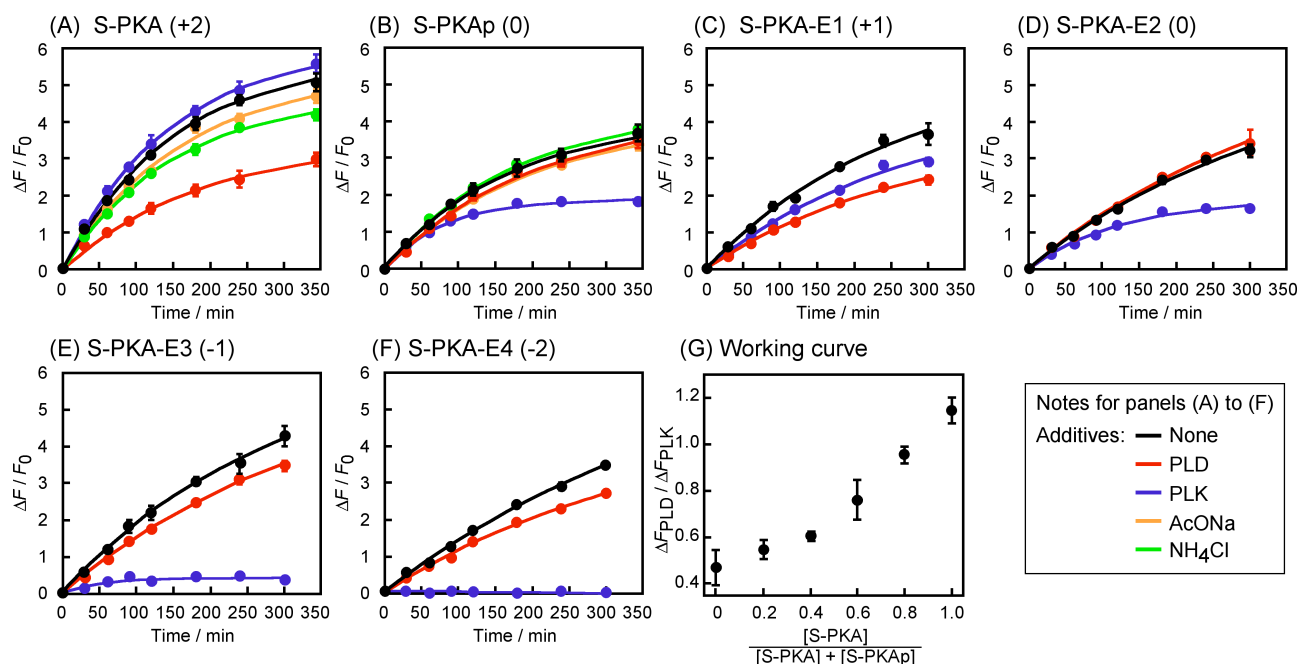 (A) S-PKA (+2)
(B) S-PKAp (0)
(C) S-PKA-E1 (+1)
(D) S-PKA-E2 (0)
6
5
4
3
2
1
0
ΔF / F0
0 50 100 150 200 250 300 350
Time / min
6
5
4
3
2
1
0
ΔF / F0
0 50 100 150 200 250 300 350
Time / min
6
5
4
3
2
1
0
ΔF / F0
0 50 100 150 200 250 300 350
Time / min
6
5
4
3
2
1
0
ΔF / F0
0 50 100 150 200 250 300 350
Time / min
(E) S-PKA-E3 (-1)
(F) S-PKA-E4 (-2)
(G) Working curve
6
5
4
3
2
1
0
ΔF / F0
0 50 100 150 200 250 300 350
Time / min
6
5
4
3
2
1
0
ΔF / F0
0 50 100 150 200 250 300 350
Time / min
1.2
1.0
0.8
0.6
0.4
ΔFPLD / ΔFPLK
0 0.2 0.4 0.6 0.8 1.0
[S-PKA]
[S-PKA] + [S-PKAp]
Notes for panels (A) to (F)
Additives: None
PLD
PLK
AcONa
NH4Cl